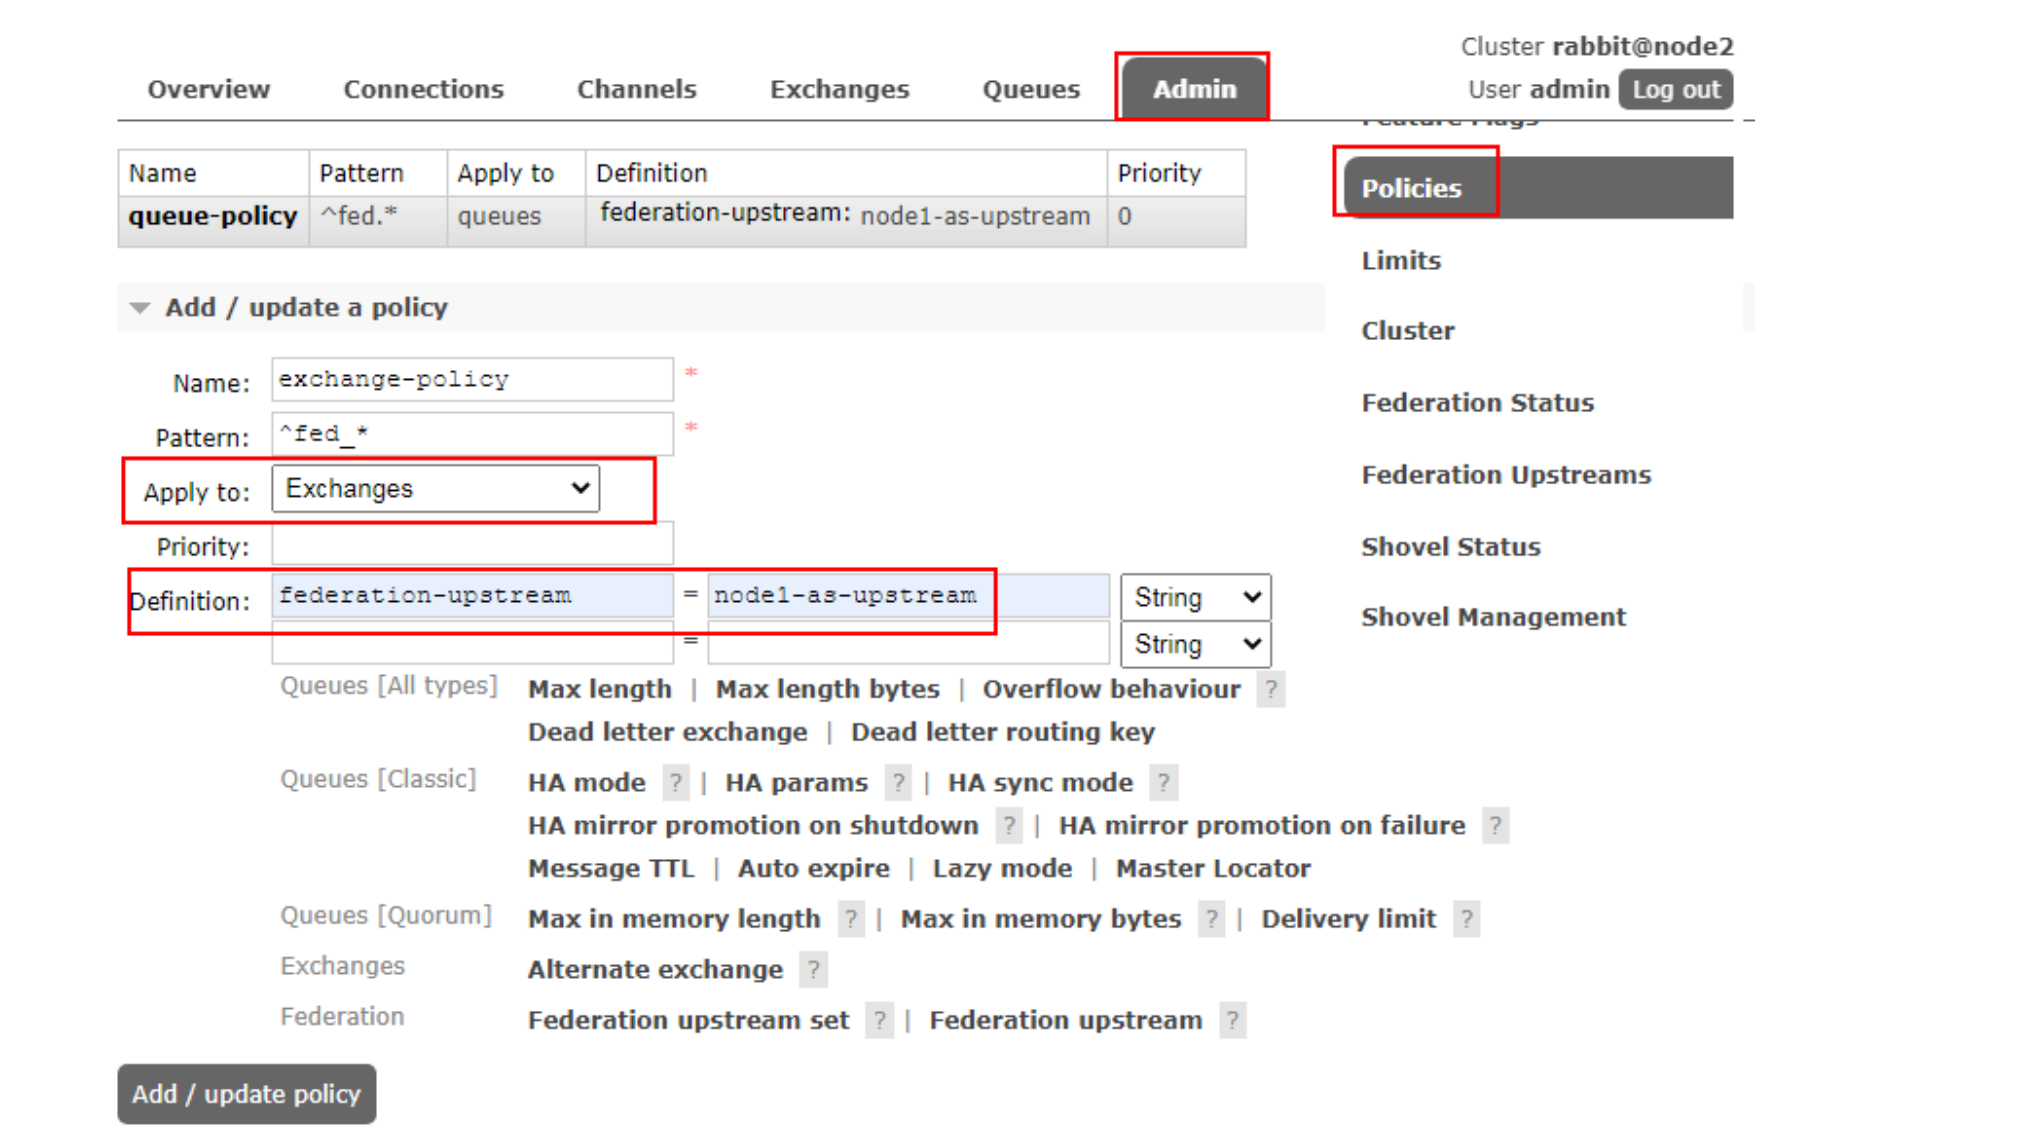 Cluster rabbit@node2
Overview Connections Channels Exchanges Queues Admin User admin Log out
Name Pattern Apply to Definition Priority
queue-policy ^fed.* queues federation-upstream: node1-as-upstream 0
Add / update a policy
Name: exchange-policy *
Pattern: ^fed_* *
Apply to: Exchanges
Priority:
Definition: federation-upstream = node1-as-upstream String
= String
Queues [All types] Max length | Max length bytes | Overflow behaviour ?
Dead letter exchange | Dead letter routing key
Queues [Classic] HA mode ? | HA params ? | HA sync mode ?
HA mirror promotion on shutdown ? | HA mirror promotion on failure ?
Message TTL | Auto expire | Lazy mode | Master Locator
Queues [Quorum] Max in memory length ? | Max in memory bytes ? | Delivery limit ?
Exchanges Alternate exchange ?
Federation Federation upstream set ? | Federation upstream ?
Add / update policy
Feature Flags
Policies
Limits
Cluster
Federation Status
Federation Upstreams
Shovel Status
Shovel Management